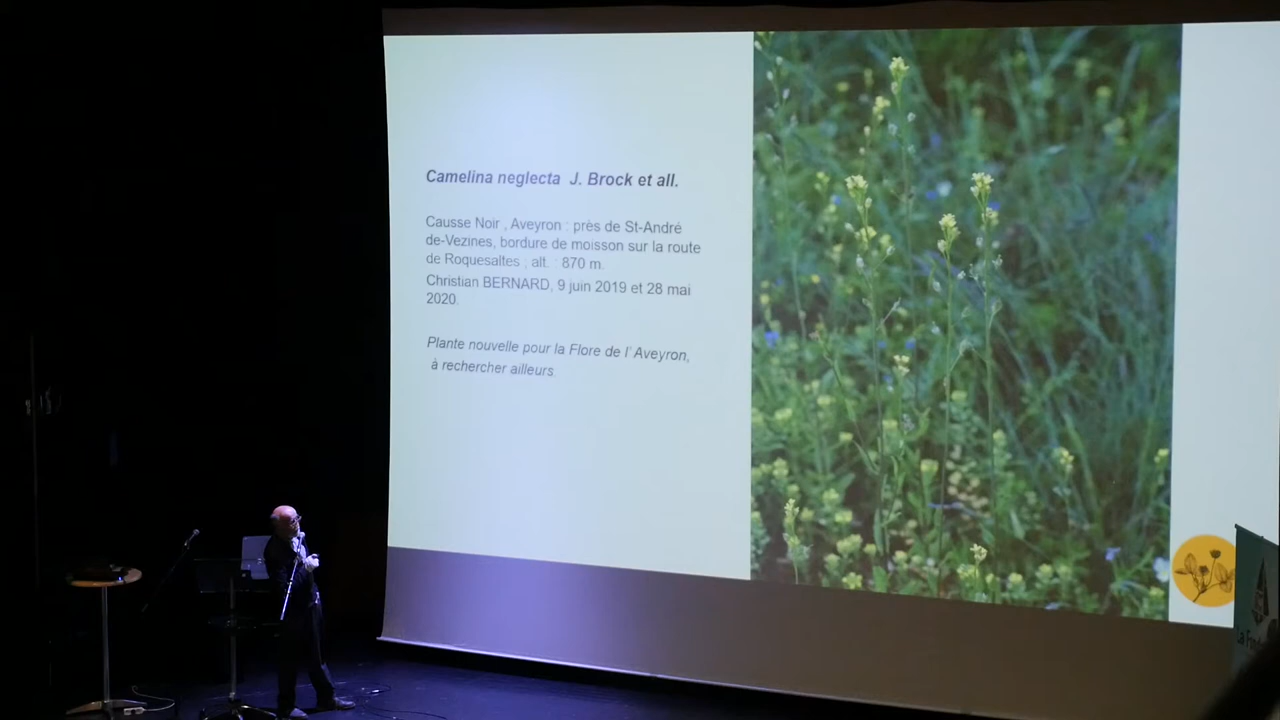 Camelina neglecta J. Brock et all.
Causse Noir , Aveyron : près de St-André
de-Vezines, bordure de moisson sur la route
de Roquesaltes ; alt. : 870 m.
Christian BERNARD, 9 juin 2019 et 28 mai
2020.
Plante nouvelle pour la Flore de l' Aveyron,
à rechercher ailleurs.